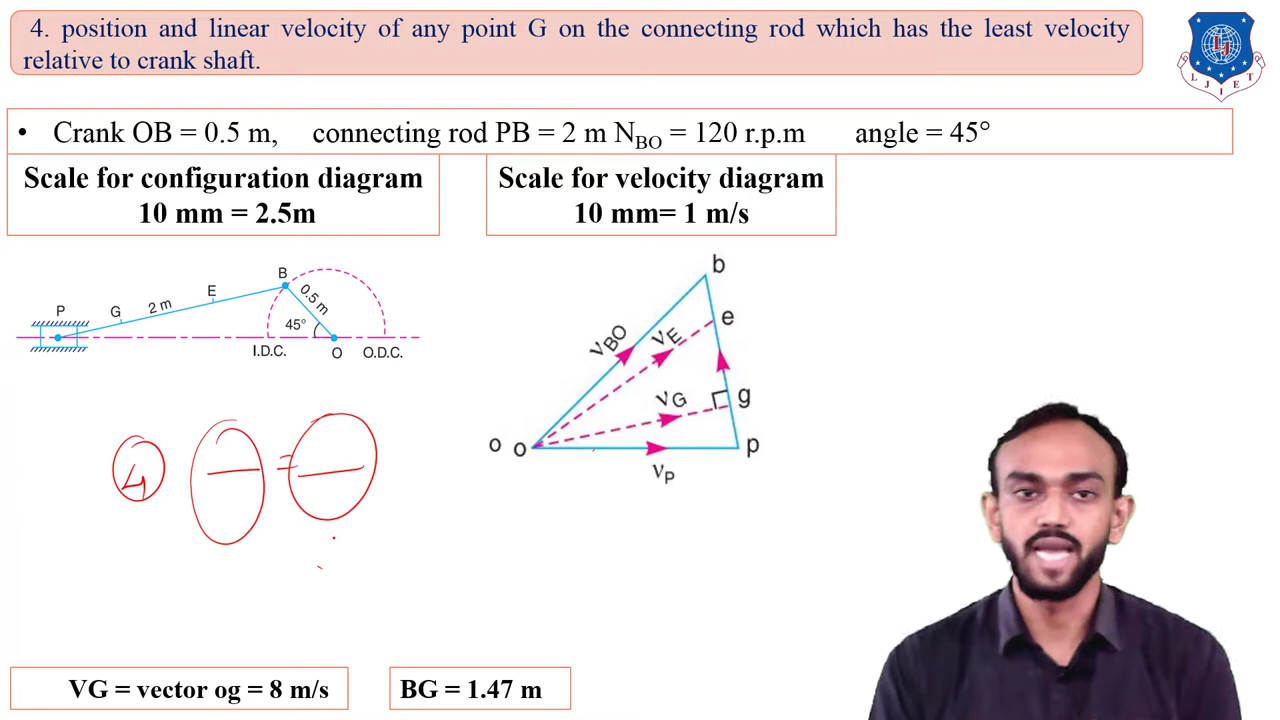 4. position and linear velocity of any point G on the connecting rod which has the least velocity
relative to crank shaft.
L J I E T
• Crank OB = 0.5 m, connecting rod PB = 2 m N_BO = 120 r.p.m angle = 45°
Scale for configuration diagram
10 mm = 2.5m
Scale for velocity diagram
10 mm= 1 m/s
B
E
0.5 m
2 m
G
P
45°
I.D.C.
O
O.D.C.
b
e
v_BO
v_E
v_G
g
o
o
p
v_P
4
=
VG = vector og = 8 m/s
BG = 1.47 m